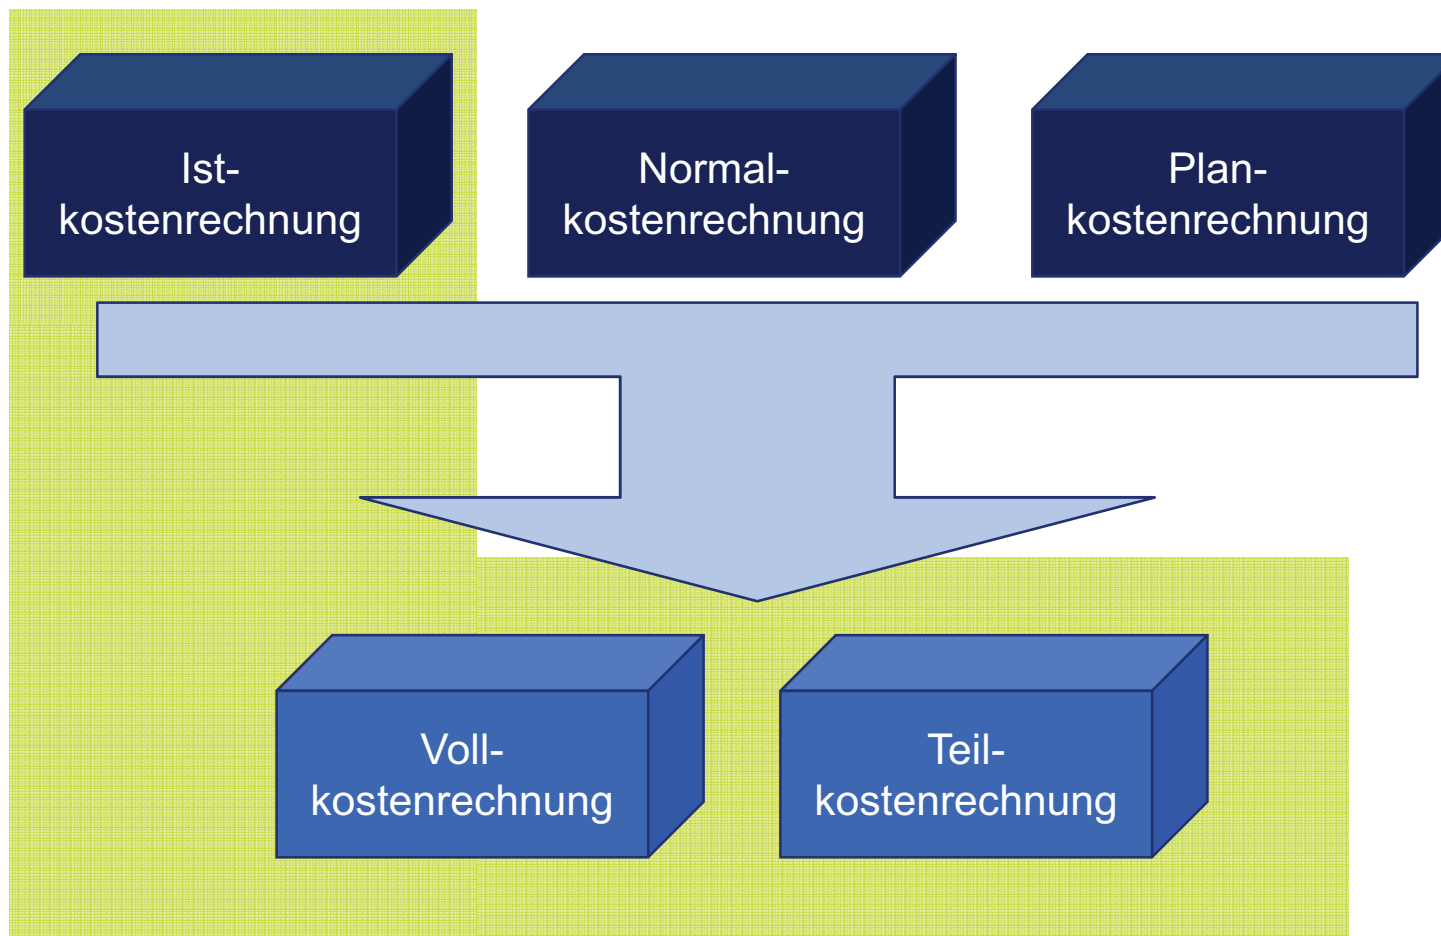 Ist-
kostenrechnung
Normal-
kostenrechnung
Plan-
kostenrechnung
Voll-
kostenrechnung
Teil-
kostenrechnung